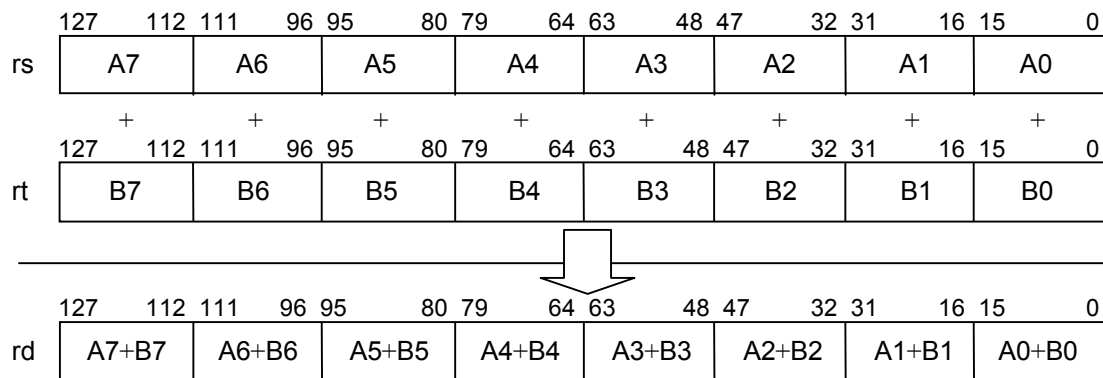 127 112 111 96 95 80 79 64 63 48 47 32 31 16 15 0
rs A7 A6 A5 A4 A3 A2 A1 A0
+ + + + + + + +
127 112 111 96 95 80 79 64 63 48 47 32 31 16 15 0
rt B7 B6 B5 B4 B3 B2 B1 B0
127 112 111 96 95 80 79 64 63 48 47 32 31 16 15 0
rd A7+B7 A6+B6 A5+B5 A4+B4 A3+B3 A2+B2 A1+B1 A0+B0